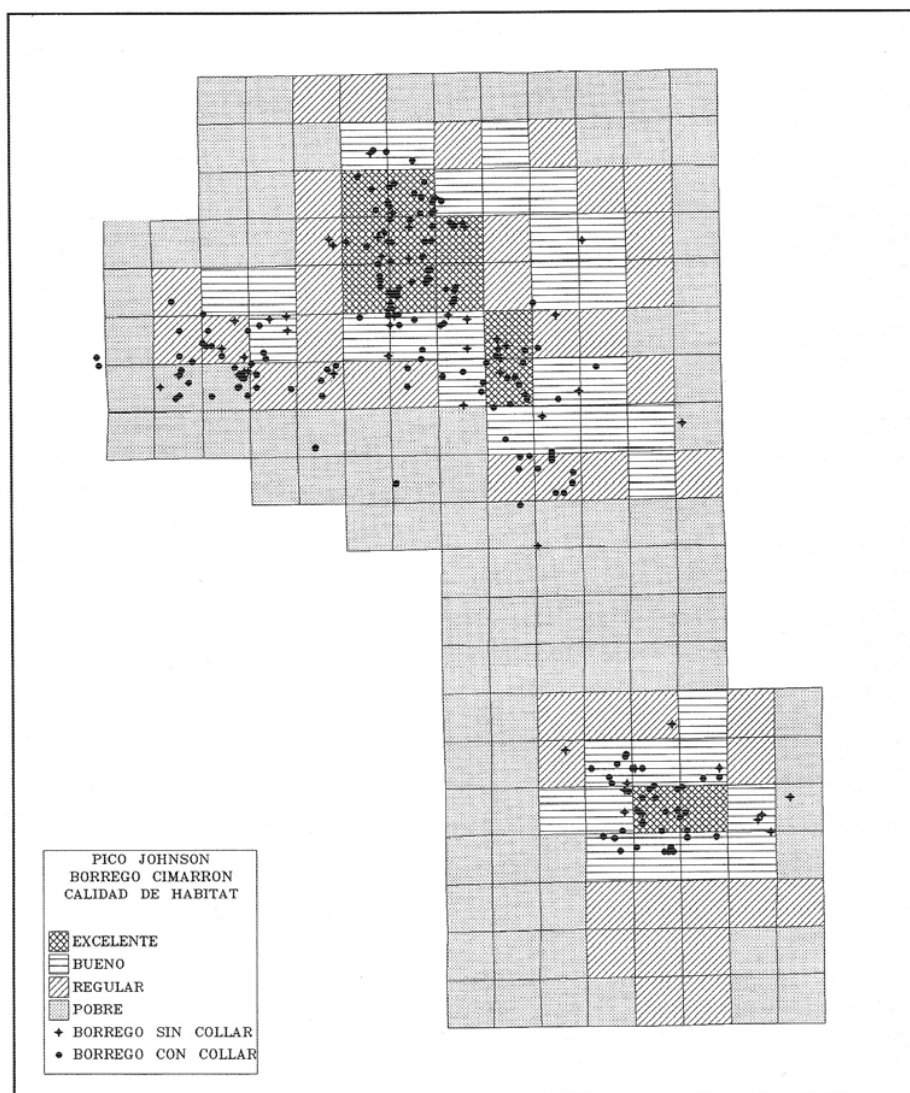 PICO JOHNSON
BORREGO CIMARRON
CALIDAD DE HABITAT
EXCELENTE
BUENO
REGULAR
POBRE
BORREGO SIN COLLAR
BORREGO CON COLLAR